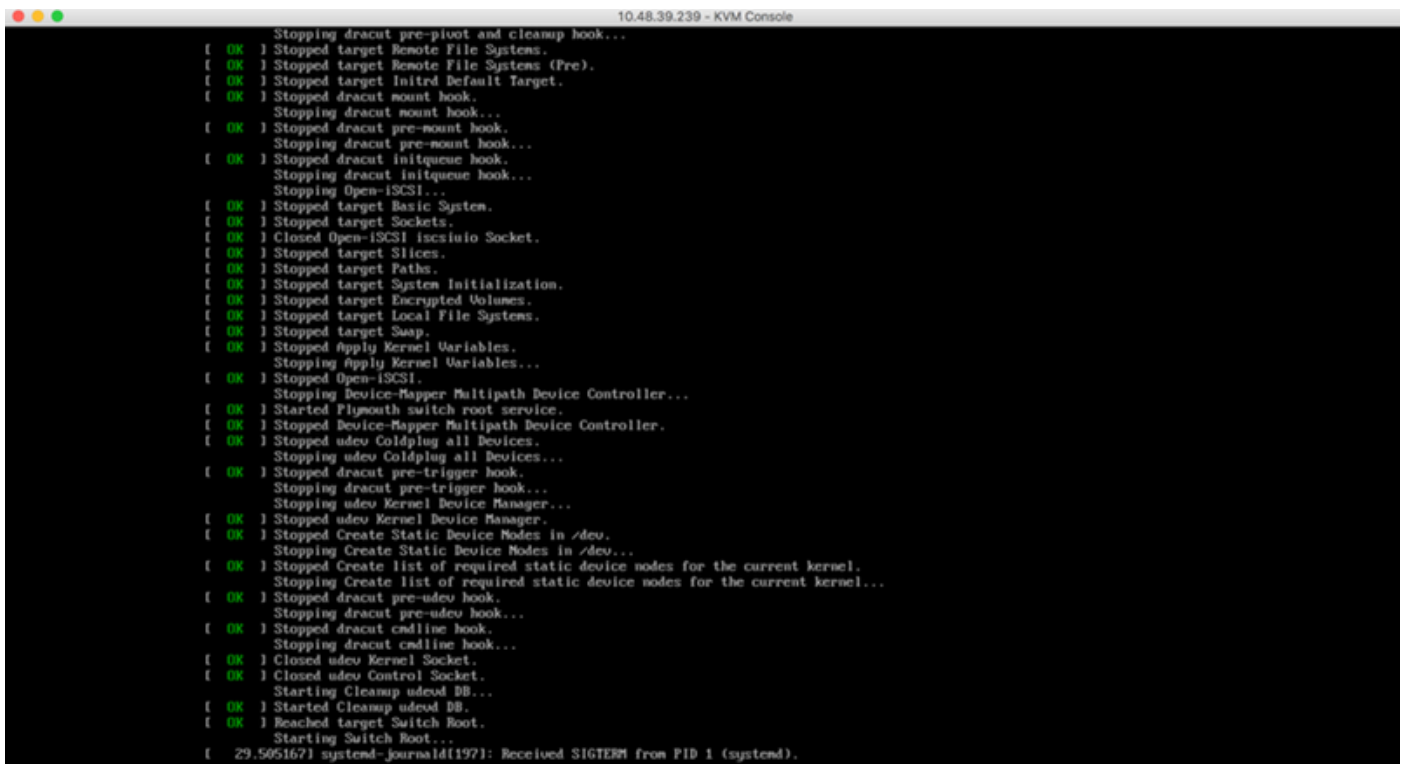 10.48.39.239 - KVM Console
Stopping dracut pre-pivot and cleanup hook...
[ OK ] Stopped target Remote File Systems.
[ OK ] Stopped target Remote File Systems (Pre).
[ OK ] Stopped target Initrd Default Target.
[ OK ] Stopped dracut mount hook.
Stopping dracut mount hook...
[ OK ] Stopped dracut pre-mount hook.
Stopping dracut pre-mount hook...
[ OK ] Stopped dracut initqueue hook.
Stopping dracut initqueue hook...
Stopping Open-iSCSI...
[ OK ] Stopped target Basic System.
[ OK ] Stopped target Sockets.
[ OK ] Closed Open-iSCSI iscsiuio Socket.
[ OK ] Stopped target Slices.
[ OK ] Stopped target Paths.
[ OK ] Stopped target System Initialization.
[ OK ] Stopped target Encrypted Volumes.
[ OK ] Stopped target Local File Systems.
[ OK ] Stopped target Swap.
[ OK ] Stopped Apply Kernel Variables.
Stopping Apply Kernel Variables...
[ OK ] Stopped Open-iSCSI.
Stopping Device-Mapper Multipath Device Controller...
[ OK ] Started Plymouth switch root service.
[ OK ] Stopped Device-Mapper Multipath Device Controller.
[ OK ] Stopped udev Coldplug all Devices.
Stopping udev Coldplug all Devices...
[ OK ] Stopped dracut pre-trigger hook.
Stopping dracut pre-trigger hook...
Stopping udev Kernel Device Manager...
[ OK ] Stopped udev Kernel Device Manager.
[ OK ] Stopped Create Static Device Nodes in /dev.
Stopping Create Static Device Nodes in /dev...
[ OK ] Stopped Create list of required static device nodes for the current kernel.
Stopping Create list of required static device nodes for the current kernel...
[ OK ] Stopped dracut pre-udev hook.
Stopping dracut pre-udev hook...
[ OK ] Stopped dracut cmdline hook.
Stopping dracut cmdline hook...
[ OK ] Closed udev Kernel Socket.
[ OK ] Closed udev Control Socket.
Starting Cleanup udevd DB...
[ OK ] Started Cleanup udevd DB.
[ OK ] Reached target Switch Root.
Starting Switch Root...
[ 29.505167] systemd-journald[197]: Received SIGTERM from PID 1 (systemd).